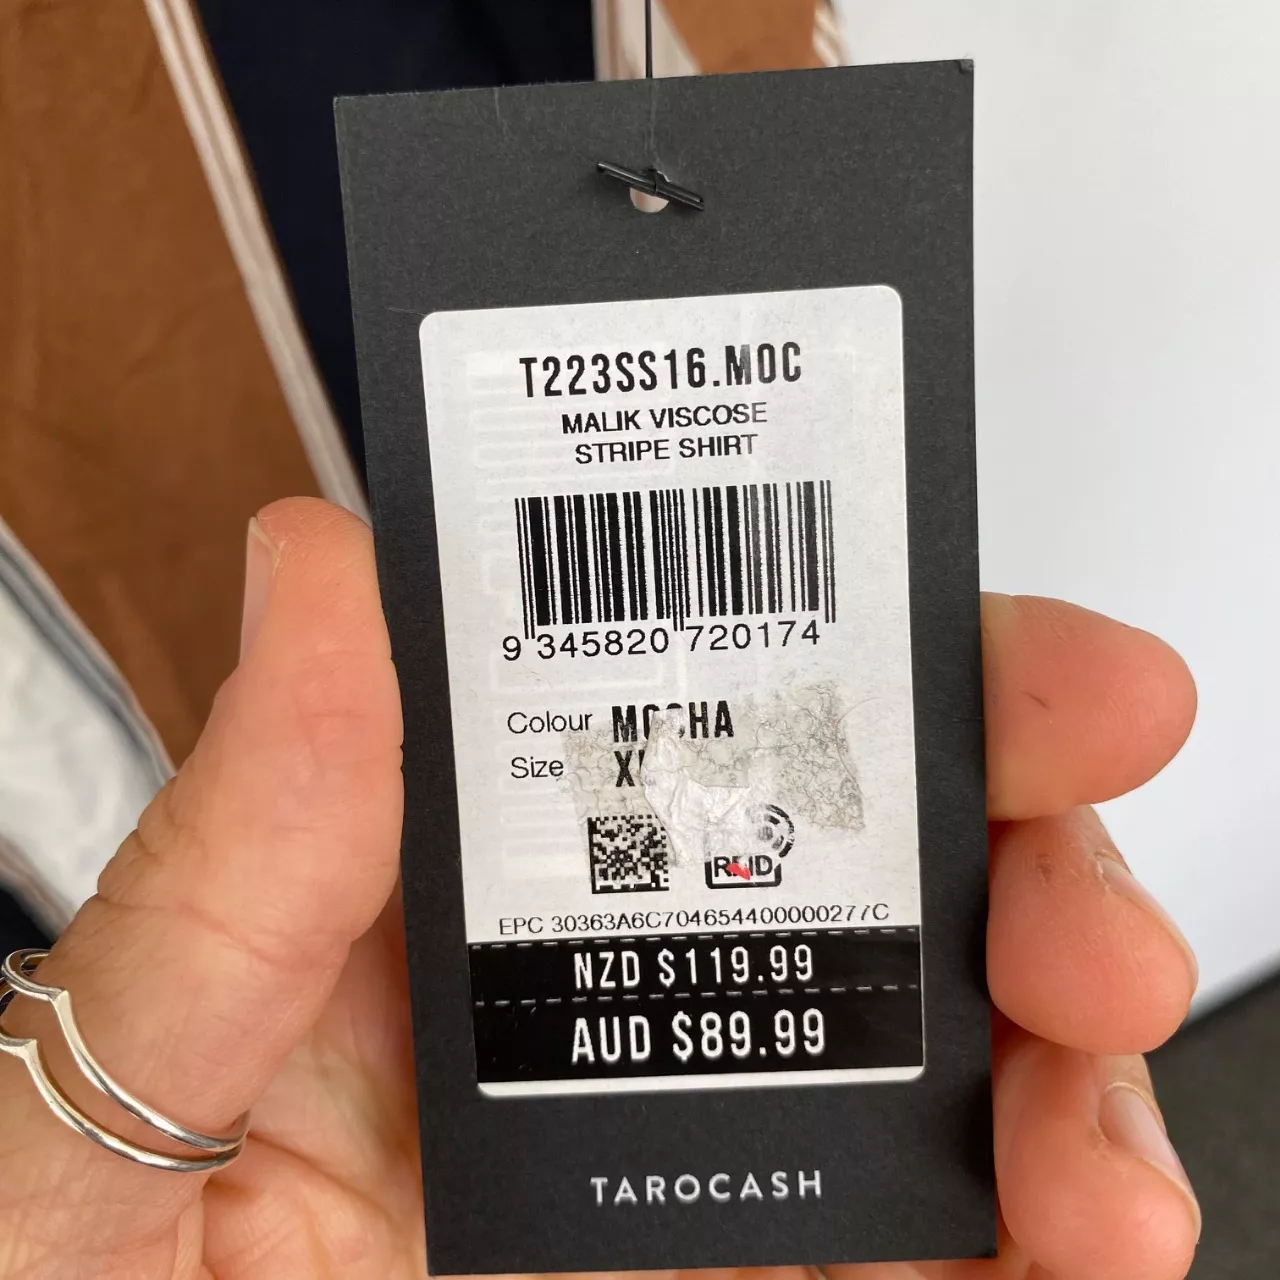 T223SS16.MOC
MALIK VISCOSE
STRIPE SHIRT
9 345820 720174
Colour MOCHA
Size
RFID
EPC 30363A6C704654400000277C
NZD $119.99
AUD $89.99
TAROCASH